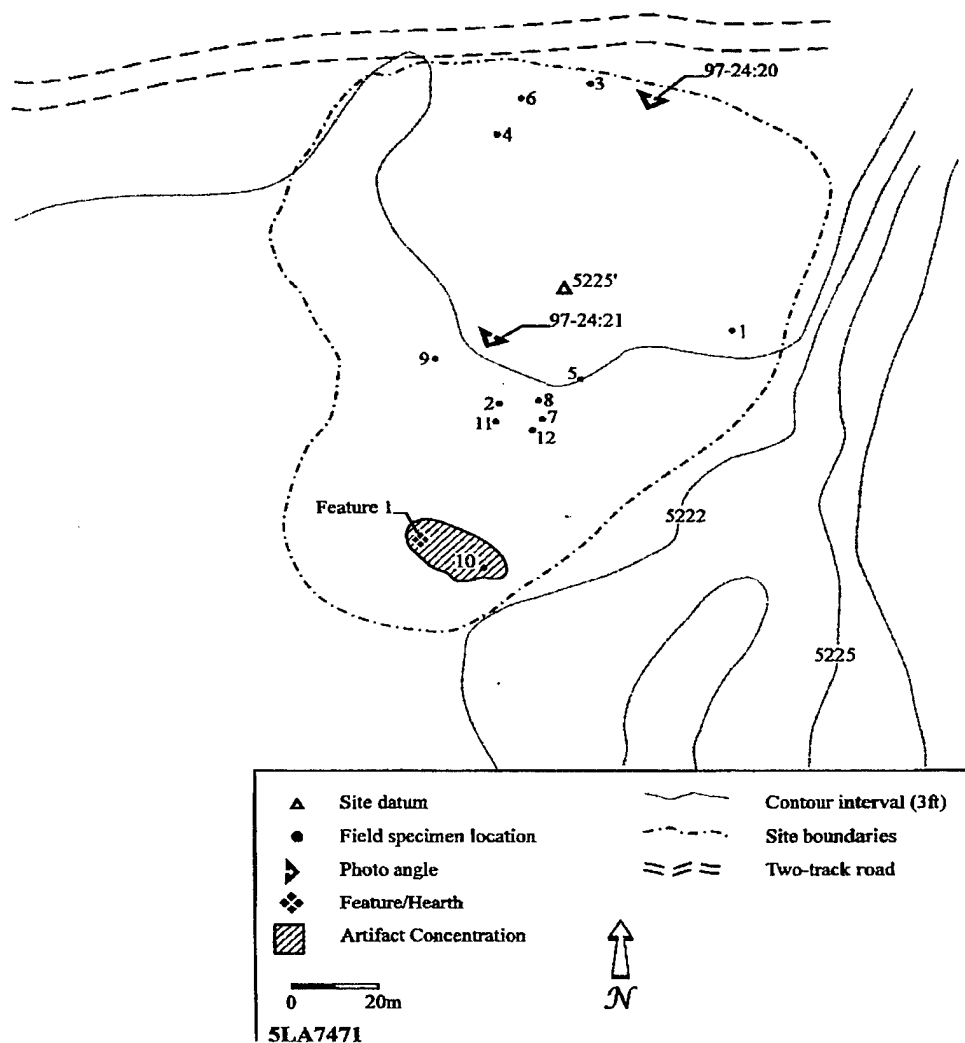 97-24:20
3
6
4
5225'
97-24:21
1
9
5
2
8
11
7
12
Feature 1
5222
10
5225
Site datum
Contour interval (3ft)
Field specimen location
Site boundaries
Photo angle
Two-track road
Feature/Hearth
Artifact Concentration
0 20m
N
5LA7471